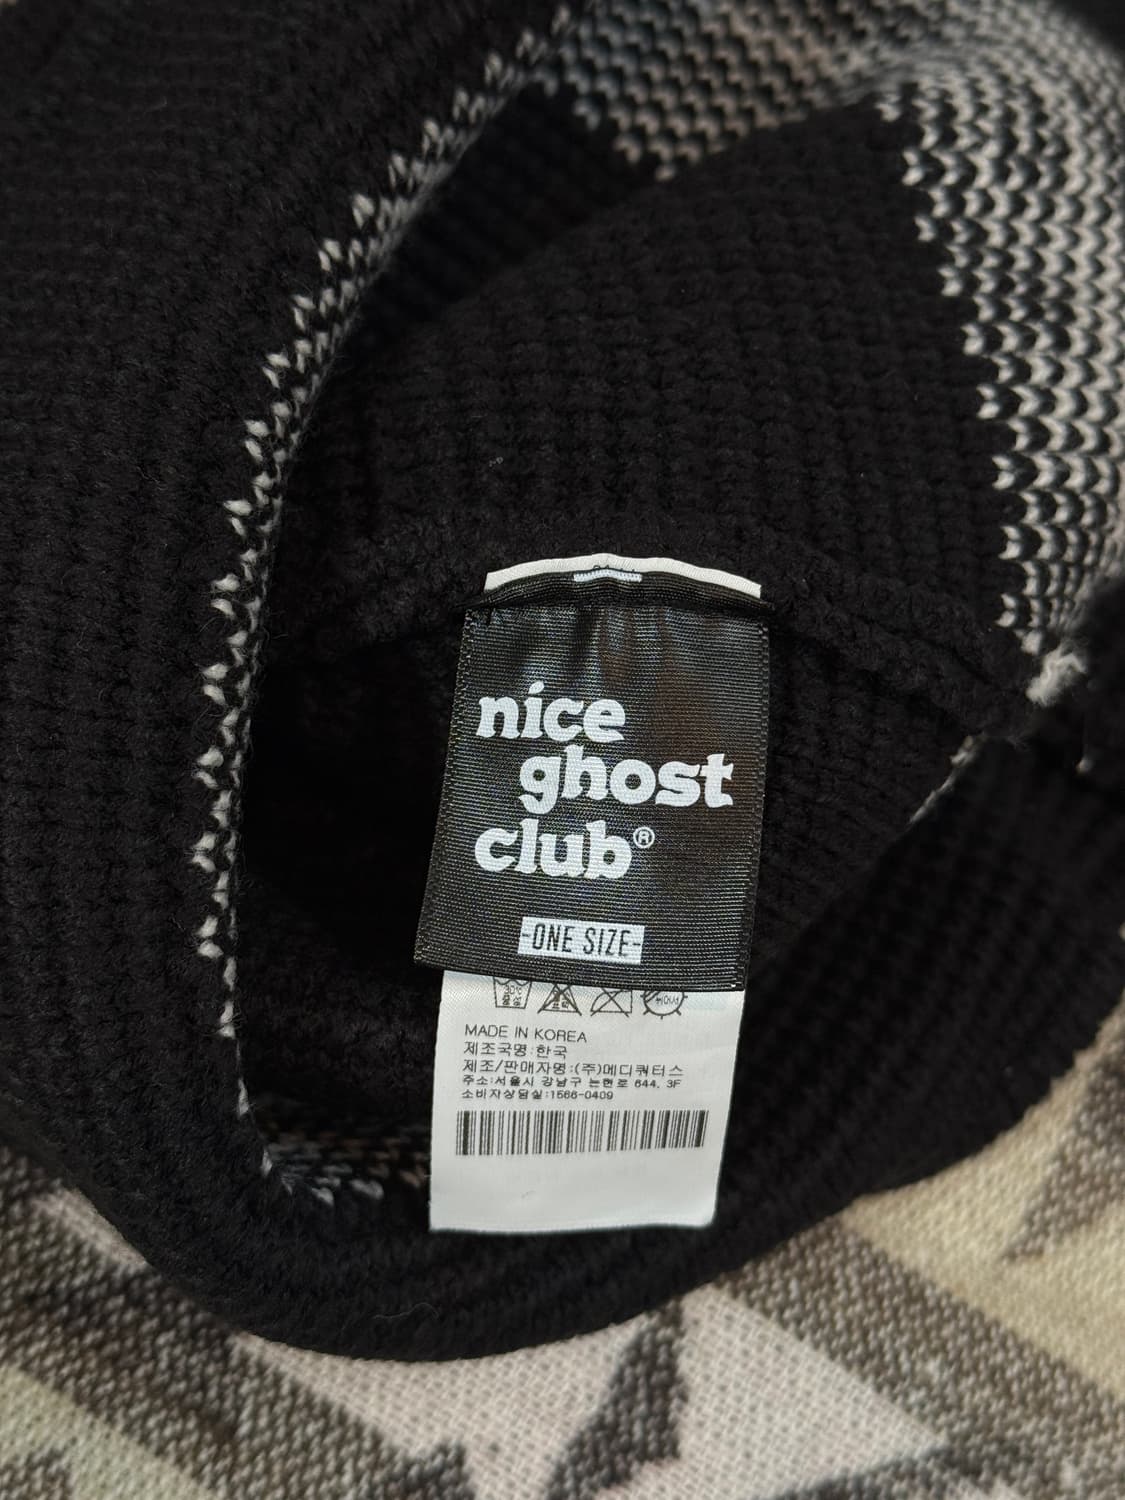 nice
ghost
club®
-ONE SIZE-
MADE IN KOREA
제조국명:한국
제조/판매자명:(주)메디쿼터스
주소:서울시 강남구 논현로 644, 3F
소비자상담실:1566-0409